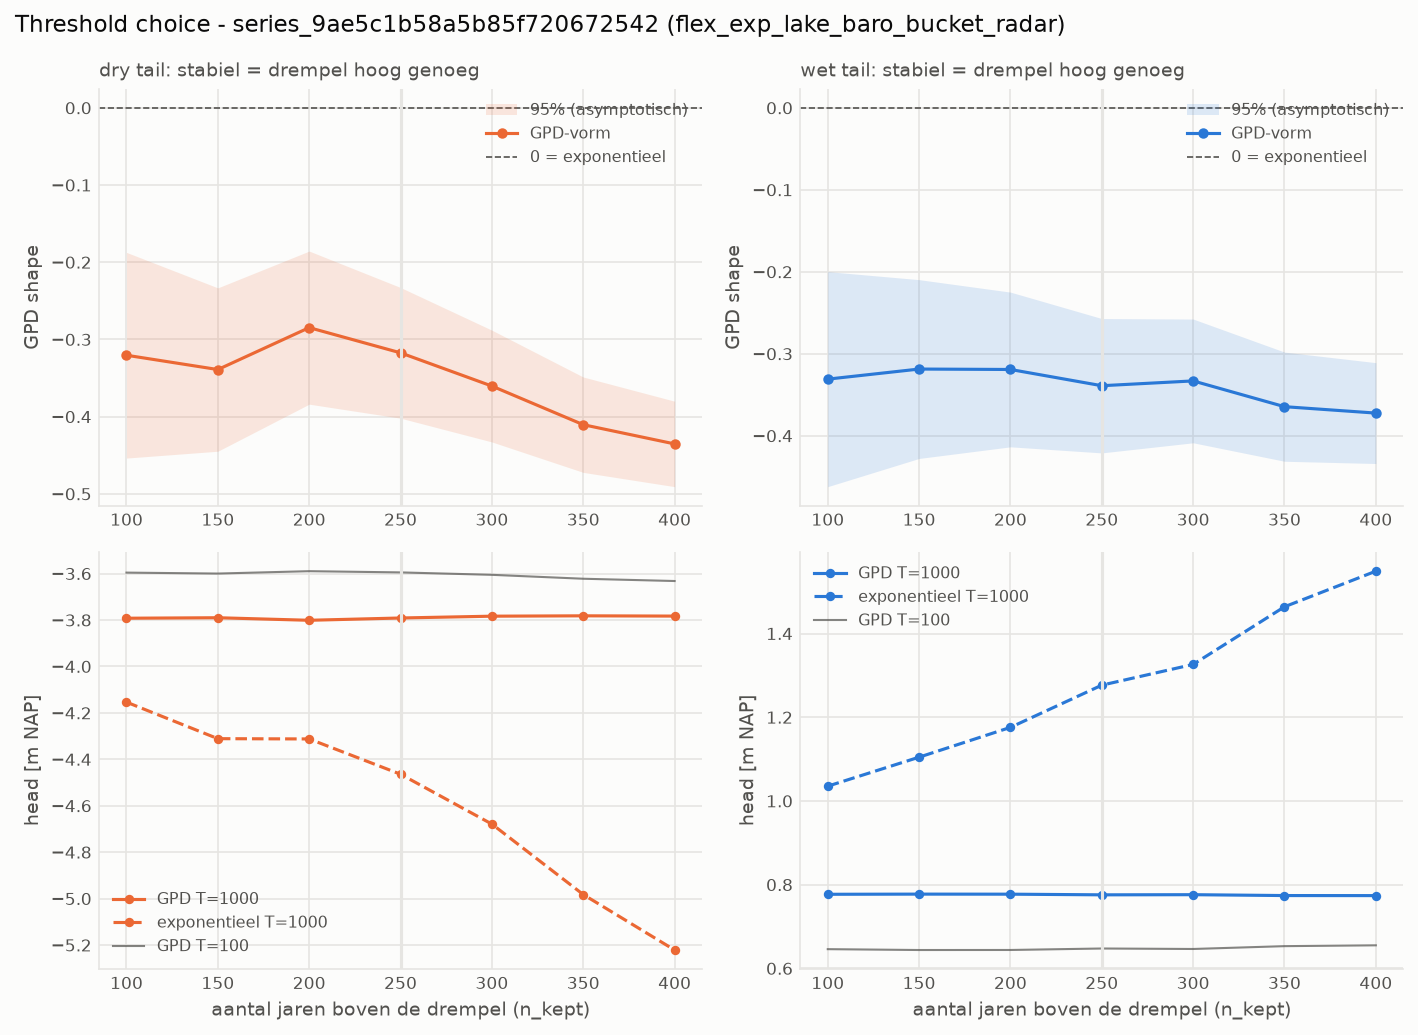 Threshold choice - series_9ae5c1b58a5b85f720672542 (flex_exp_lake_baro_bucket_radar)
dry tail: stabiel = drempel hoog genoeg
GPD shape
0.0
−0.1
−0.2
−0.3
−0.4
−0.5
95% (asymptotisch)
GPD-vorm
0 = exponentieel
100 150 200 250 300 350 400
wet tail: stabiel = drempel hoog genoeg
GPD shape
0.0
−0.1
−0.2
−0.3
−0.4
95% (asymptotisch)
GPD-vorm
0 = exponentieel
100 150 200 250 300 350 400
head [m NAP]
−3.6
−3.8
−4.0
−4.2
−4.4
−4.6
−4.8
−5.0
−5.2
GPD T=1000
exponentieel T=1000
GPD T=100
100 150 200 250 300 350 400
aantal jaren boven de drempel (n_kept)
head [m NAP]
1.4
1.2
1.0
0.8
0.6
GPD T=1000
exponentieel T=1000
GPD T=100
100 150 200 250 300 350 400
aantal jaren boven de drempel (n_kept)